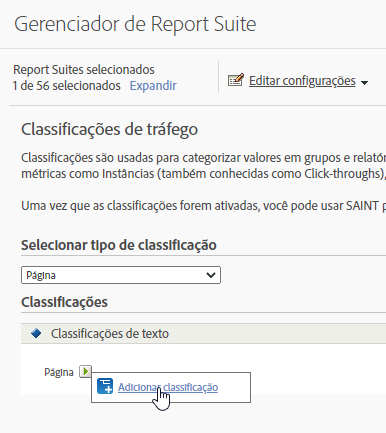 Gerenciador de Report Suite
Report Suites selecionados
1 de 56 selecionados Expandir
Editar configurações
Classificações de tráfego
Classificações são usadas para categorizar valores em grupos e relatór
métricas como Instâncias (também conhecidas como Click-throughs),
Uma vez que as classificações forem ativadas, você pode usar SAINT p
Selecionar tipo de classificação
Página
Classificações
Classificações de texto
Página
Adicionar classificação